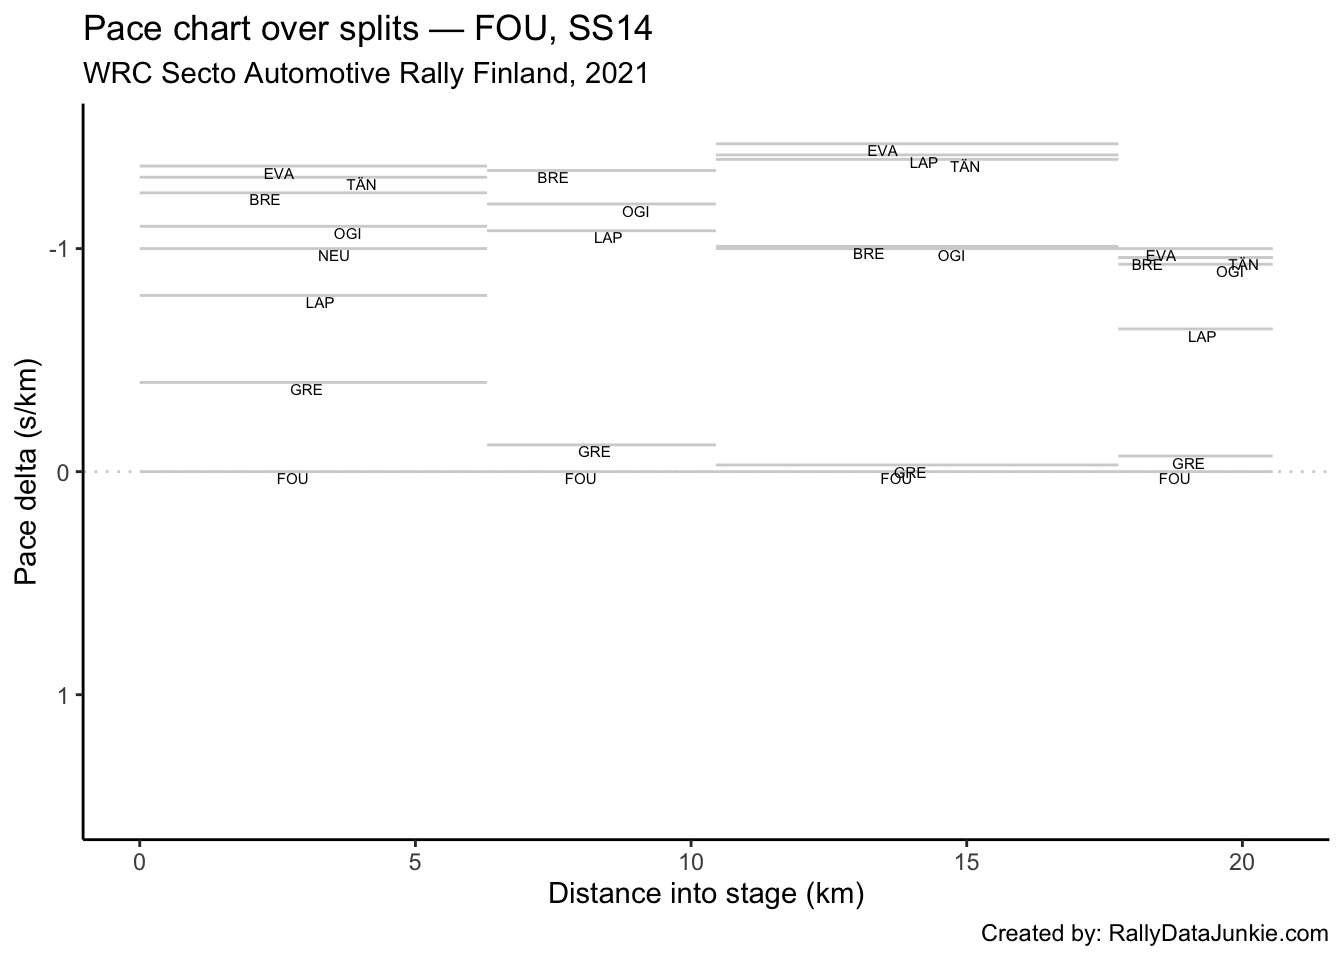 Pace chart over splits — FOU, SS14
WRC Secto Automotive Rally Finland, 2021
Pace delta (s/km)
-1
0
1
EVA
TÄN
BRE
OGI
NEU
LAP
GRE
FOU
BRE
OGI
LAP
GRE
FOU
EVA
LAP
TÄN
BRE
OGI
GRE
FOU
EVA
TÄN
BRE
OGI
LAP
GRE
FOU
0 5 10 15 20
Distance into stage (km)
Created by: RallyDataJunkie.com